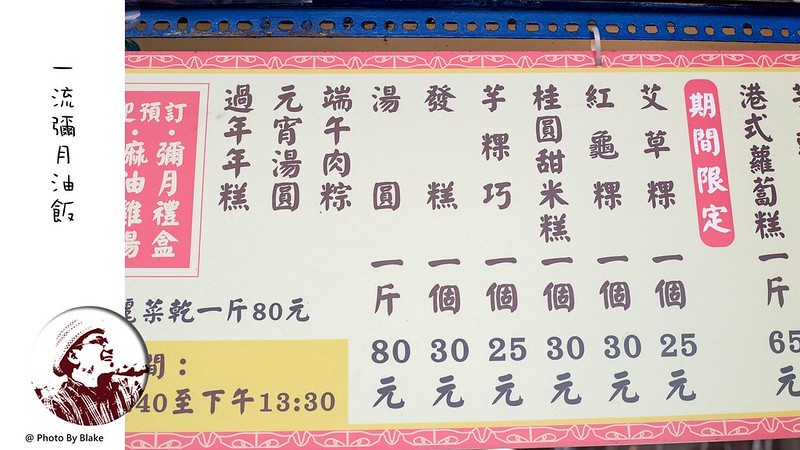 一流彌月油飯
港式蘿蔔糕 一斤 65元
期間限定
艾草粿 一個 25元
紅龜粿 一個 30元
桂圓甜米糕 一個 30元
芋粿巧 一個 25元
發糕 一個 30元
湯圓 一斤 80元
端午肉粽
元宵湯圓
過年年糕
預訂
・彌月禮盒
・麻油雞湯
菜乾一斤80元
間：
40至下午13:30
@ Photo By Blake